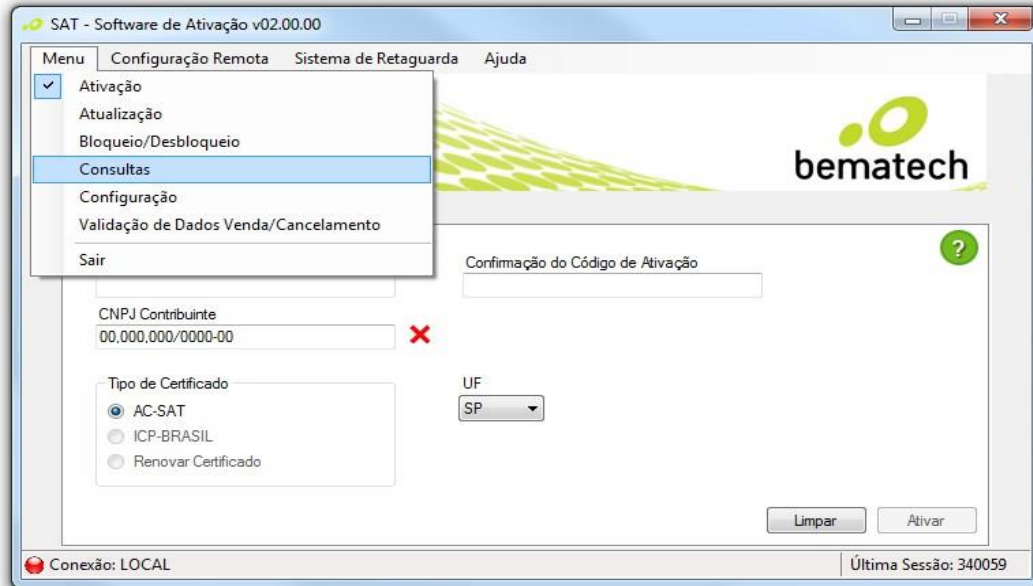 SAT - Software de Ativação v02.00.00
Menu Configuração Remota Sistema de Retaguarda Ajuda
Ativação
Atualização
Bloqueio/Desbloqueio
Consultas
Configuração
Validação de Dados Venda/Cancelamento
Sair
bematech
?
Confirmação do Código de Ativação
CNPJ Contribuinte
00,000,000/0000-00
Tipo de Certificado
AC-SAT
ICP-BRASIL
Renovar Certificado
UF
SP
Limpar Ativar
Conexão: LOCAL Última Sessão: 340059